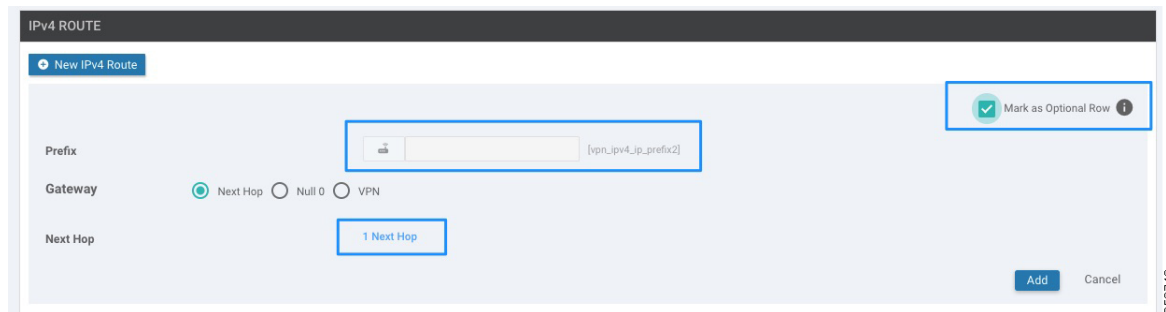 IPv4 ROUTE
New IPv4 Route
Mark as Optional Row
Prefix [vpn_ipv4_ip_prefix2]
Gateway Next Hop Null 0 VPN
Next Hop 1 Next Hop
Add Cancel